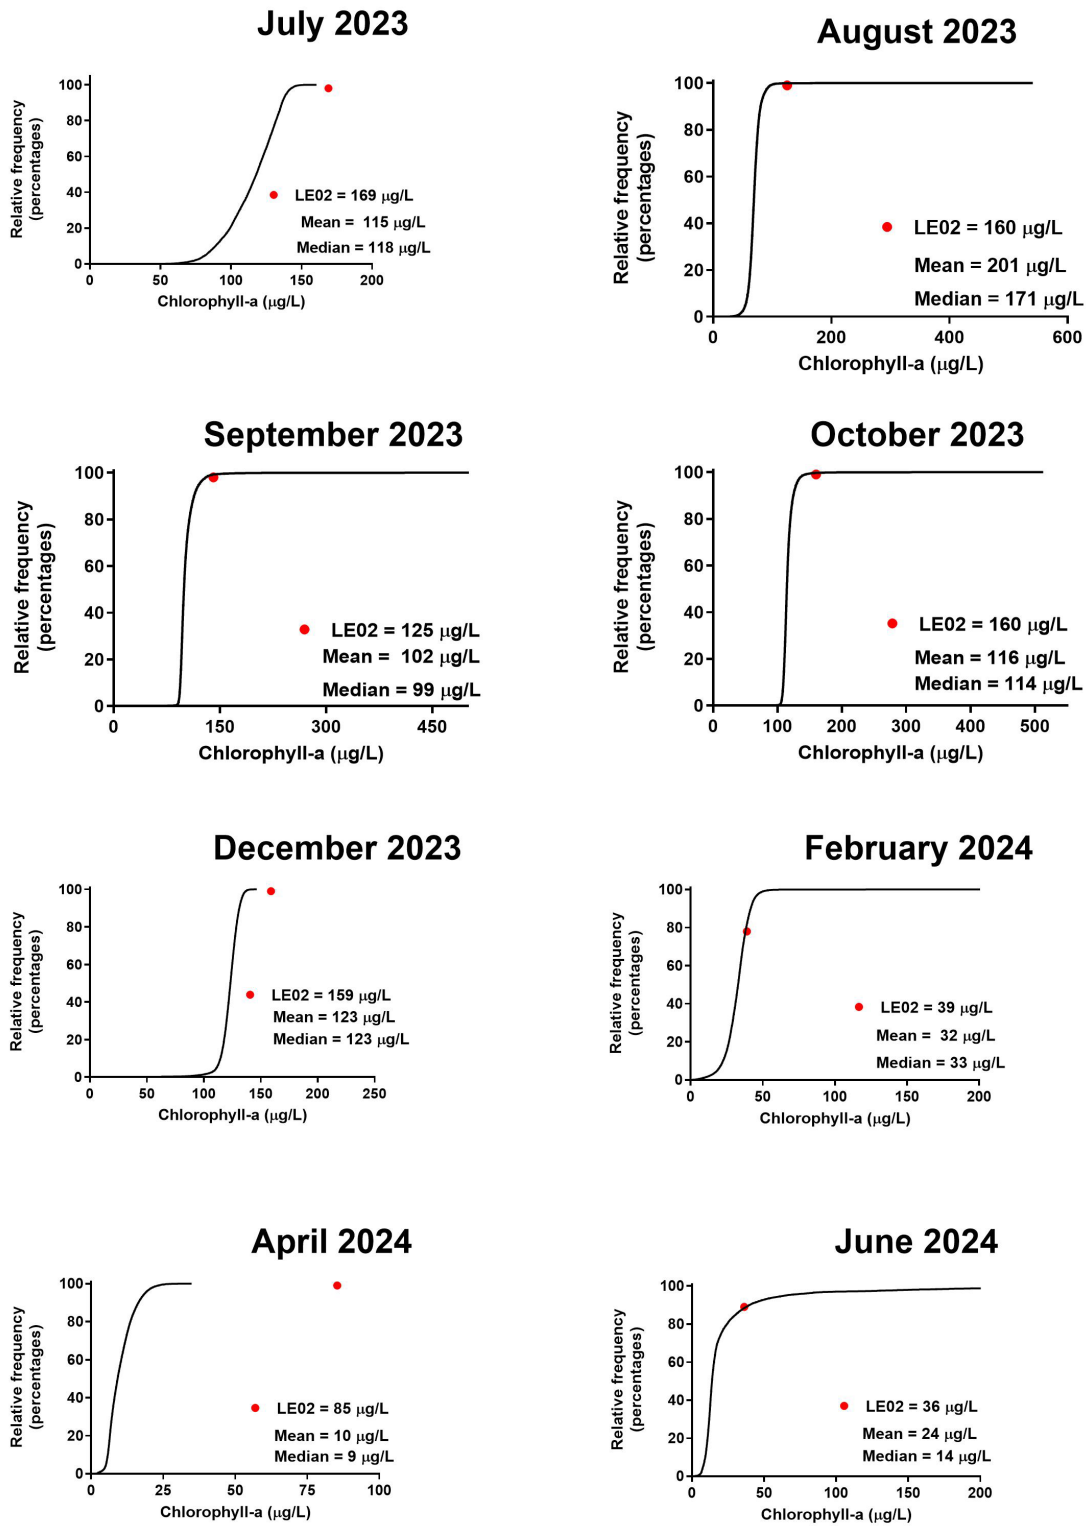 July 2023
Relative frequency
(percentages)
100
80
60
40
20
0
LE02 = 169 µg/L
Mean = 115 µg/L
Median = 118 µg/L
0 50 100 150 200
Chlorophyll-a (µg/L)
August 2023
Relative frequency
(percentages)
100
80
60
40
20
0
LE02 = 160 µg/L
Mean = 201 µg/L
Median = 171 µg/L
0 200 400 600
Chlorophyll-a (µg/L)
September 2023
Relative frequency
(percentages)
100
80
60
40
20
0
LE02 = 125 µg/L
Mean = 102 µg/L
Median = 99 µg/L
0 150 300 450
Chlorophyll-a (µg/L)
October 2023
Relative frequency
(percentages)
100
80
60
40
20
0
LE02 = 160 µg/L
Mean = 116 µg/L
Median = 114 µg/L
0 100 200 300 400 500
Chlorophyll-a (µg/L)
December 2023
Relative frequency
(percentages)
100
80
60
40
20
0
LE02 = 159 µg/L
Mean = 123 µg/L
Median = 123 µg/L
0 50 100 150 200 250
Chlorophyll-a (µg/L)
February 2024
Relative frequency
(percentages)
100
80
60
40
20
0
LE02 = 39 µg/L
Mean = 32 µg/L
Median = 33 µg/L
0 50 100 150 200
Chlorophyll-a (µg/L)
April 2024
Relative frequency
(percentages)
100
80
60
40
20
0
LE02 = 85 µg/L
Mean = 10 µg/L
Median = 9 µg/L
0 25 50 75 100
Chlorophyll-a (µg/L)
June 2024
Relative frequency
(percentages)
100
80
60
40
20
0
LE02 = 36 µg/L
Mean = 24 µg/L
Median = 14 µg/L
0 50 100 150 200
Chlorophyll-a (µg/L)